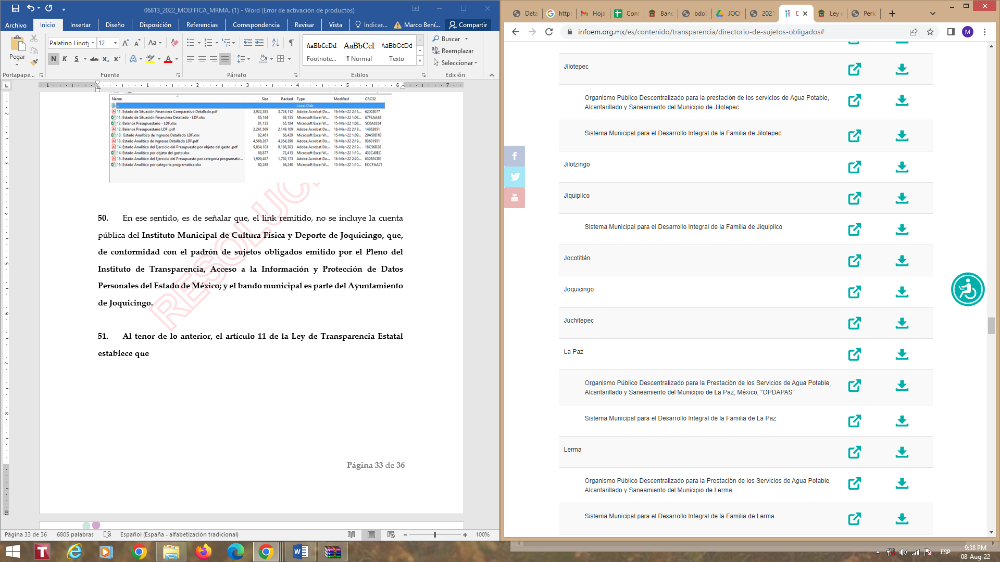 06813_2022_MODIFICA_MRMA. (1) - Word (Error de activación de productos)
Archivo Inicio Insertar Diseño Disposición Referencias Correspondencia Revisar Vista Indicar... Marco Bení... Compartir
Pegar
Palatino Linoty 12
N K S abc
Portapape... Fuente Párrafo Estilos Edición
AaBbCcDd AaBbCcI AaBbCcDd
Footnote... ¶ Normal Texto
Buscar
Reemplazar
Seleccionar
Name Size Packed Type Modified CRC32
.. Local Disk
11. Estado de Situación Financiera Comparativo Detallado.pdf 3,922,385 3,724,152 Adobe Acrobat Do... 16-Mar-22 2:18... 62003077
11. Estado de Situación Financiera Detallado - LDF.xlsx 85,144 69,155 Microsoft Excel W... 15-Mar-22 1:08... 67FEAA48
12. Balance Presupuestario - LDF.xlsx 81,135 65,184 Microsoft Excel W... 15-Mar-22 1:08... 5C0A0354
12. Balance Presupuestario LDF .pdf 2,261,569 2,149,109 Adobe Acrobat Do... 16-Mar-22 2:18... 14863851
13. Estado Analítico de Ingresos Detallado LDF.xlsx 82,461 66,429 Microsoft Excel W... 15-Mar-22 1:09... 29A50D1B
13. Estado Analitico de Ingresos Detallado LDF.pdf 4,569,267 4,354,390 Adobe Acrobat Do... 16-Mar-22 2:19... 93601951
14. Estado Analitico del Ejercicio del Presupuesto por objeto del gasto .pdf 9,834,103 9,188,303 Adobe Acrobat Do... 16-Mar-22 2:19... 18C56D28
14. Estado Analitico por objeto del gasto.xlsx 88,877 72,413 Microsoft Excel W... 15-Mar-22 1:10... 433C40EC
15. Estado Analitico del Ejercicio del Presupuesto por categoria programatic... 1,909,487 1,792,173 Adobe Acrobat Do... 16-Mar-22 2:20... 630B5CBE
15. Estado Analitico por categoria programatica.xlsx 80,248 64,240 Microsoft Excel W... 15-Mar-22 1:10... ECCFAA73
RESOLUC
50. En ese sentido, es de señalar que, el link remitido, no se incluye la cuenta
pública del Instituto Municipal de Cultura Física y Deporte de Joquicingo, que,
de conformidad con el padrón de sujetos obligados emitido por el Pleno del
Instituto de Transparencia, Acceso a la Información y Protección de Datos
Personales del Estado de México; y el bando municipal es parte del Ayuntamiento
de Joquicingo.
51. Al tenor de lo anterior, el artículo 11 de la Ley de Transparencia Estatal
establece que
Página 33 de 36
Página 33 de 36 6805 palabras Español (España - alfabetización tradicional) 100%
Deta https Hoja Cont Banc bdo JOQ 2021 Ley Peri
infoem.org.mx/es/contenido/transparencia/directorio-de-sujetos-obligados#
M
Jilotepec
Organismo Público Descentralizado para la prestación de los servicios de Agua Potable,
Alcantarillado y Saneamiento del Municipio de Jilotepec
Sistema Municipal para el Desarrollo Integral de la Familia de Jilotepec
Jilotzingo
Jiquipilco
Sistema Municipal para el Desarrollo Integral de la Familia de Jiquipilco
Jocotitlán
Joquicingo
Juchitepec
La Paz
Organismo Público Descentralizado para la Prestación de los Servicios de Agua Potable,
Alcantarillado y Saneamiento del Municipio de La Paz, México, "OPDAPAS"
Sistema Municipal para el Desarrollo Integral de la Familia de La Paz
Lerma
Organismo Público Descentralizado para la Prestación de los Servicios de Agua Potable,
Alcantarillado y Saneamiento del Municipio de Lerma
Sistema Municipal para el Desarrollo Integral de la Familia de Lerma
ESP
9:38 PM
08-Aug-22